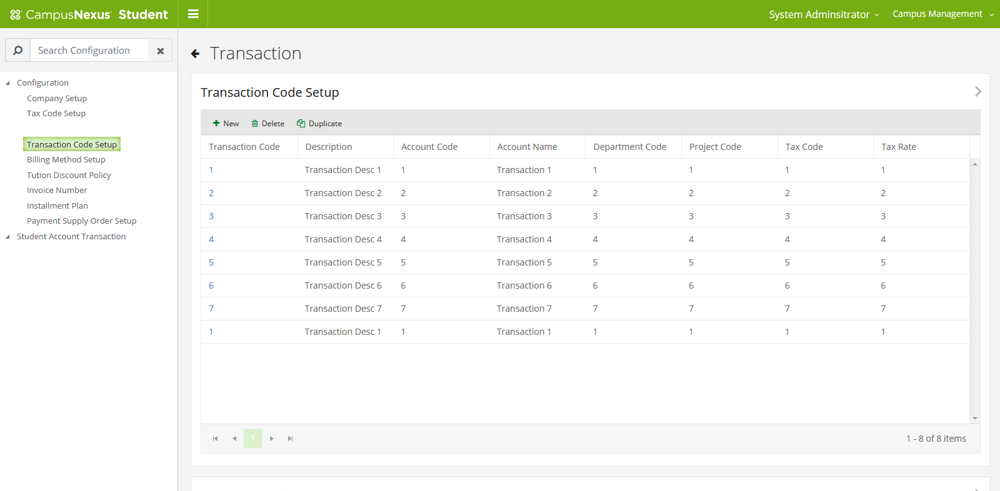 CampusNexus® Student
System Adminsitrator
Campus Management
Search Configuration
Configuration
Company Setup
Tax Code Setup
Transaction Code Setup
Billing Method Setup
Tution Discount Policy
Invoice Number
Installment Plan
Payment Supply Order Setup
Student Account Transaction
Transaction
Transaction Code Setup
New Delete Duplicate
Transaction Code Description Account Code Account Name Department Code Project Code Tax Code Tax Rate
1 Transaction Desc 1 1 Transaction 1 1 1 1 1
2 Transaction Desc 2 2 Transaction 2 2 2 2 2
3 Transaction Desc 3 3 Transaction 3 3 3 3 3
4 Transaction Desc 4 4 Transaction 4 4 4 4 4
5 Transaction Desc 5 5 Transaction 5 5 5 5 5
6 Transaction Desc 6 6 Transaction 6 6 6 6 6
7 Transaction Desc 7 7 Transaction 7 7 7 7 7
1 Transaction Desc 1 1 Transaction 1 1 1 1 1
1
1 - 8 of 8 items